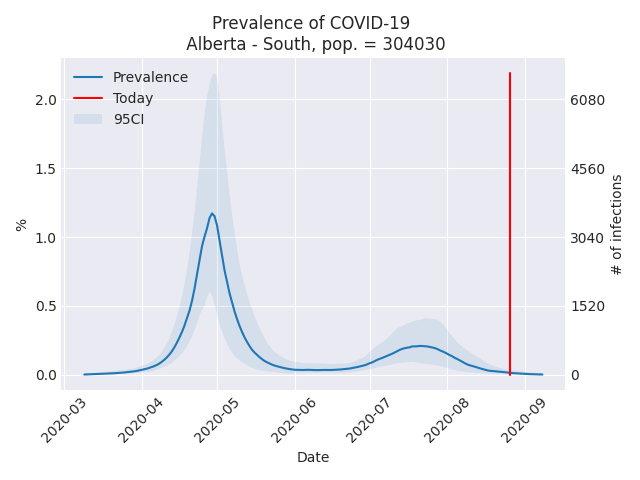 Prevalence of COVID-19
Alberta - South, pop. = 304030
Prevalence
Today
95CI
2.0
1.5
1.0
0.5
0.0
%
6080
4560
3040
1520
0
# of infections
2020-03
2020-04
2020-05
2020-06
2020-07
2020-08
2020-09
Date